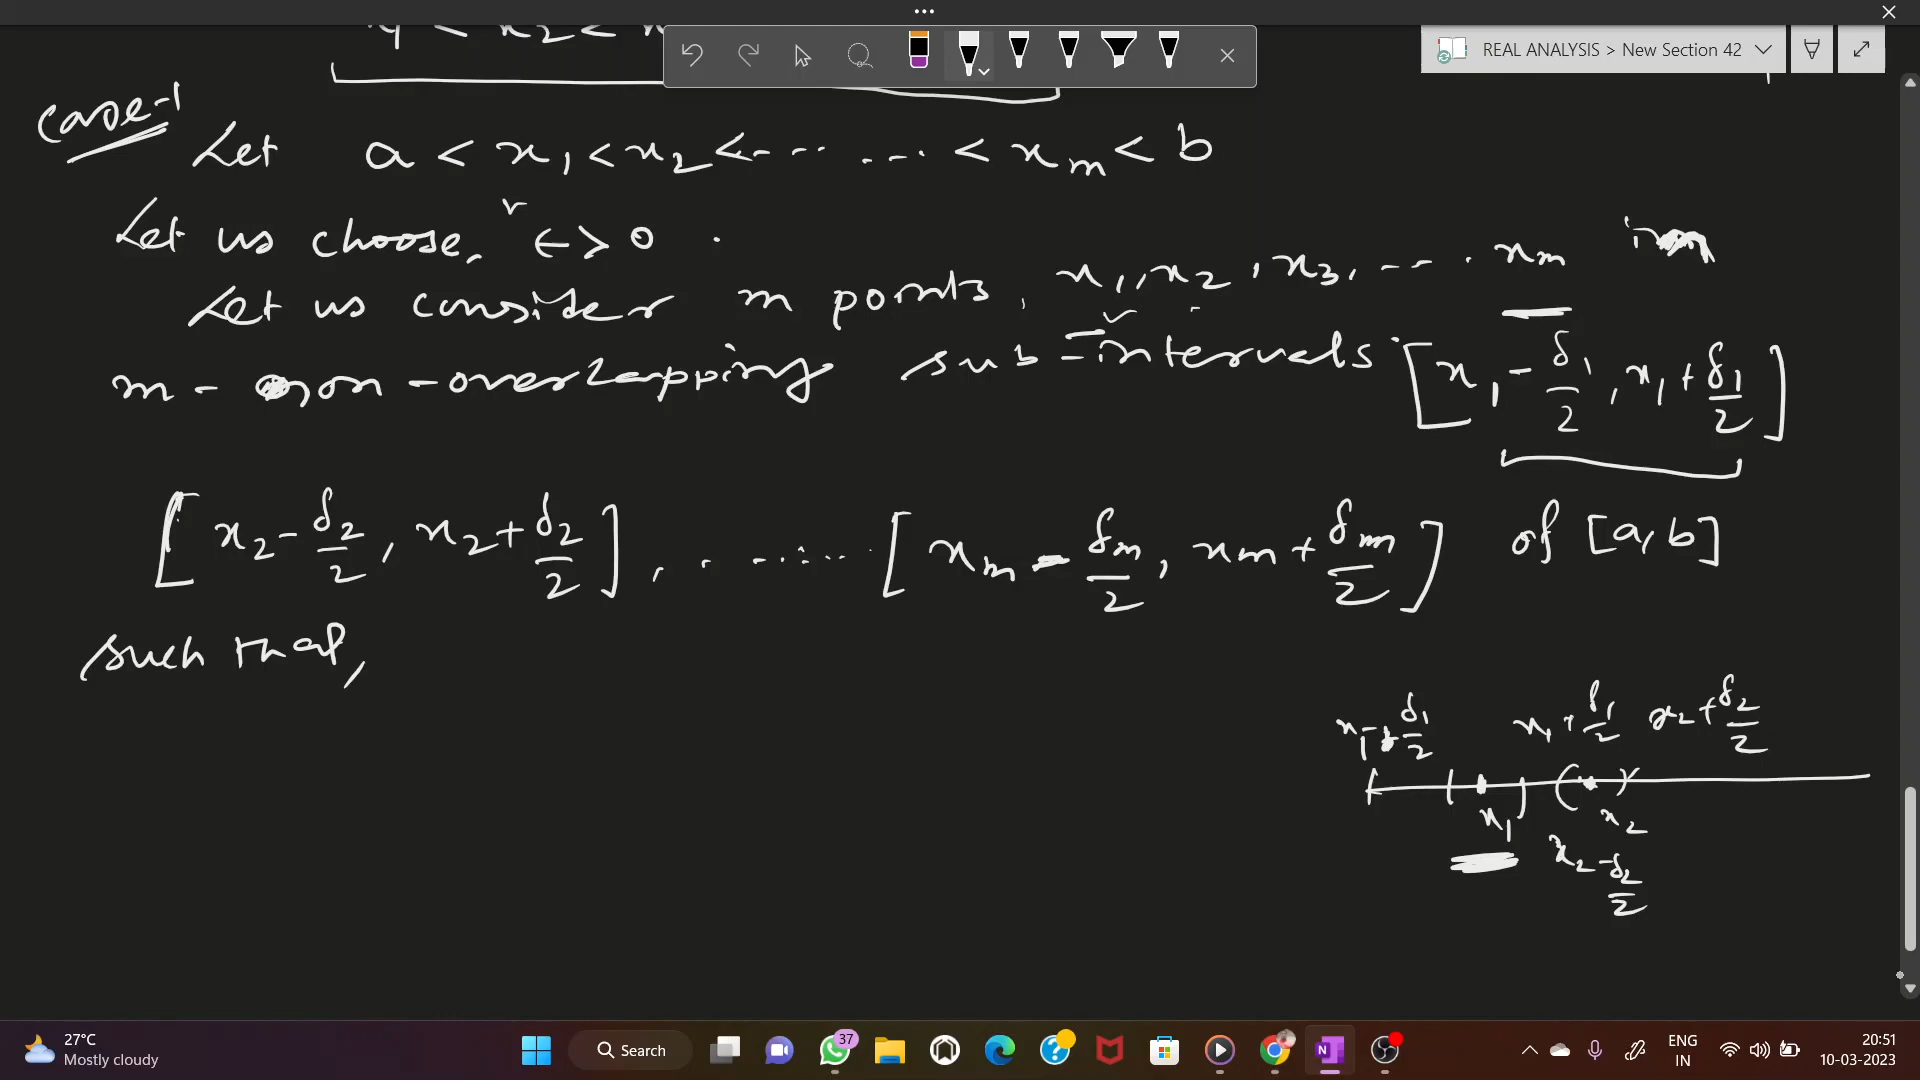 REAL ANALYSIS > New Section 42
Case-1
Let a < x₁ < x₂ < ...... < xₘ < b
Let us choose, ε > 0 .
Let us consider m points, x₁, x₂, x₃, .... xₘ in
m - non-overlapping sub-intervals [x₁ - δ₁/2, x₁ + δ₁/2]
[x₂ - δ₂/2, x₂ + δ₂/2], ...... [xₘ - δₘ/2, xₘ + δₘ/2] of [a, b]
such that,
x₁ - δ₁/2 x₁ + δ₁/2 x₂ + δ₂/2
x₁ x₂
x₂ - δ₂/2
27°C
Mostly cloudy
Search
37
ENG
IN
20:51
10-03-2023